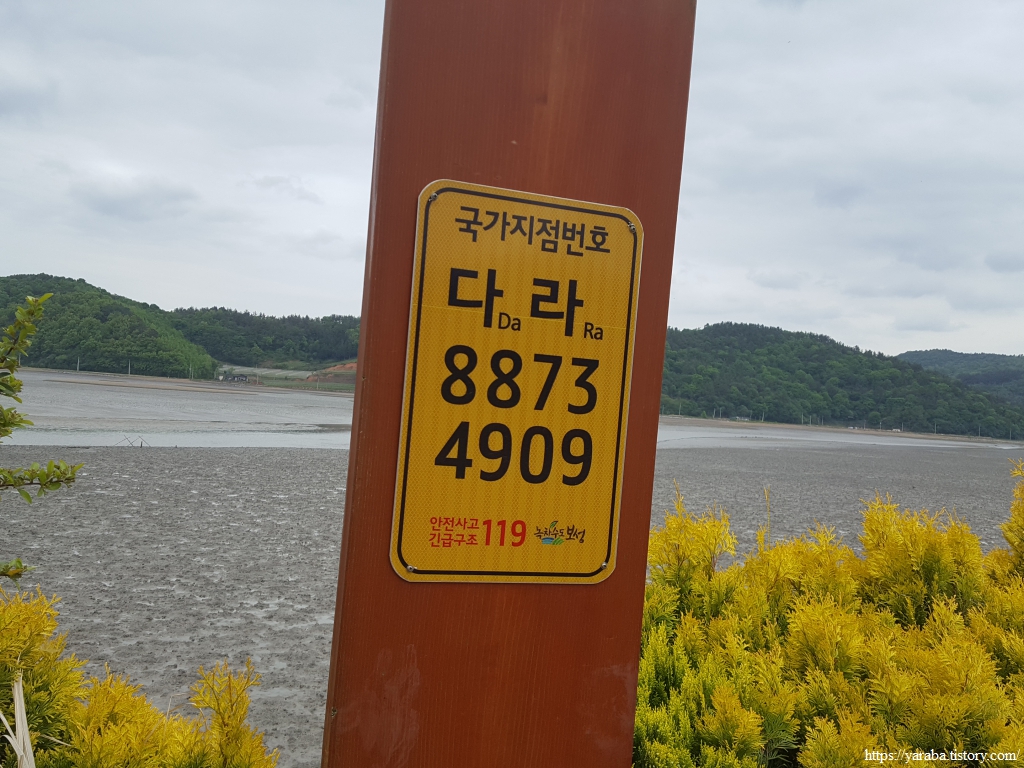 국가지점번호
다Da 라Ra
8873
4909
안전사고
긴급구조 119
녹차수도 보성
https://yaraba.tistory.com